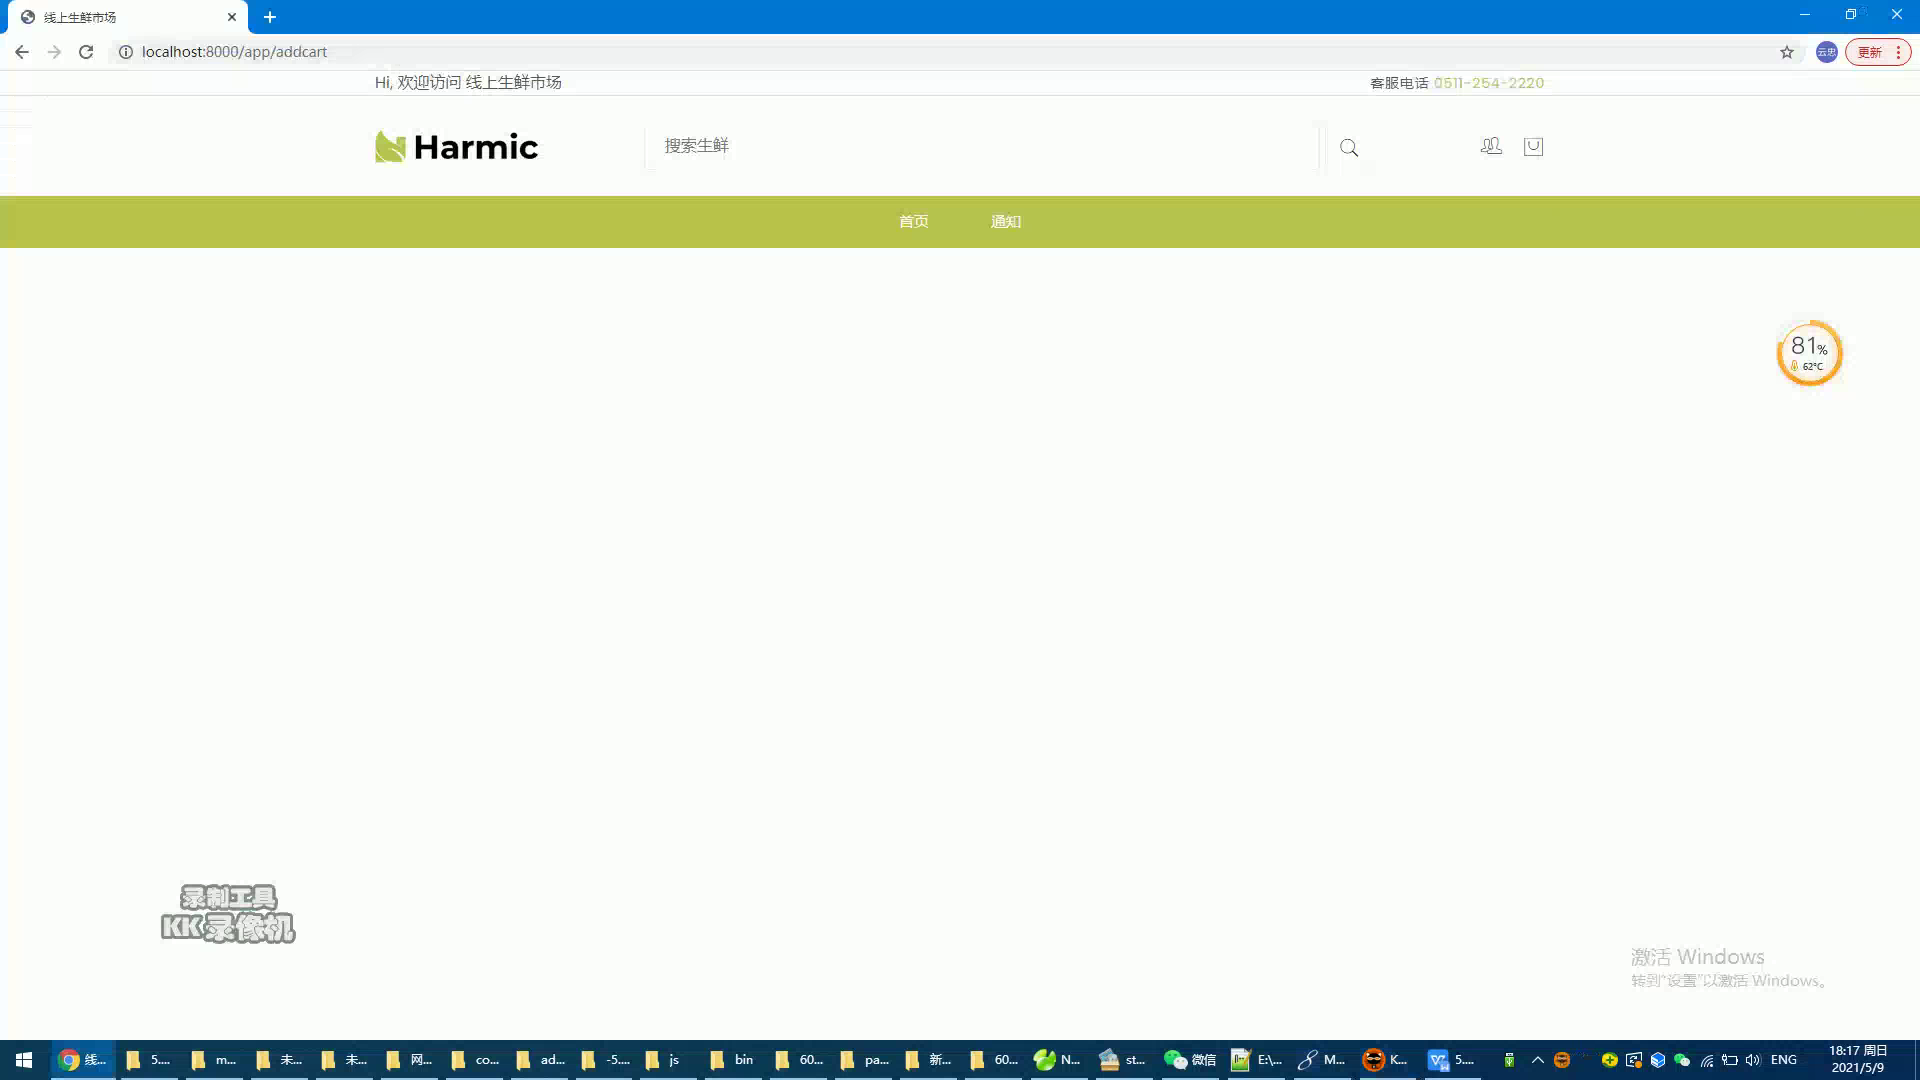 线上生鲜市场
localhost:8000/app/addcart
云忠
更新
Hi, 欢迎访问 线上生鲜市场
客服电话 0511-254-2220
Harmic
搜索生鲜
首页
通知
81%
62°C
录制工具
KK录像机
激活 Windows
转到"设置"以激活 Windows。
线...
5....
m...
未...
未...
网...
co...
ad...
-5....
js
bin
60...
pa...
新...
60...
N...
st...
微信
E:\...
M...
K...
5....
ENG
18:17 周日
2021/5/9